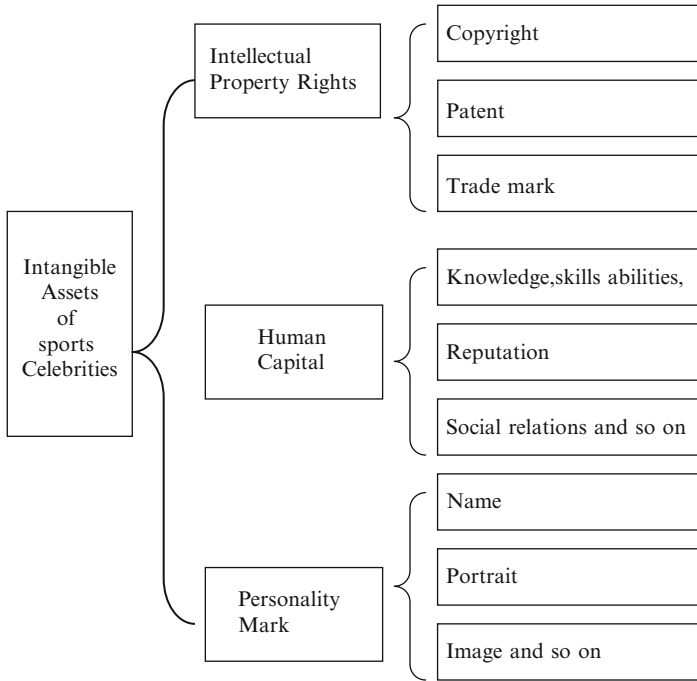 Intangible
Assets
of
sports
Celebrities
Intellectual
Property Rights
Copyright
Patent
Trade mark
Human
Capital
Knowledge,skills abilities,
Reputation
Social relations and so on
Personality
Mark
Name
Portrait
Image and so on